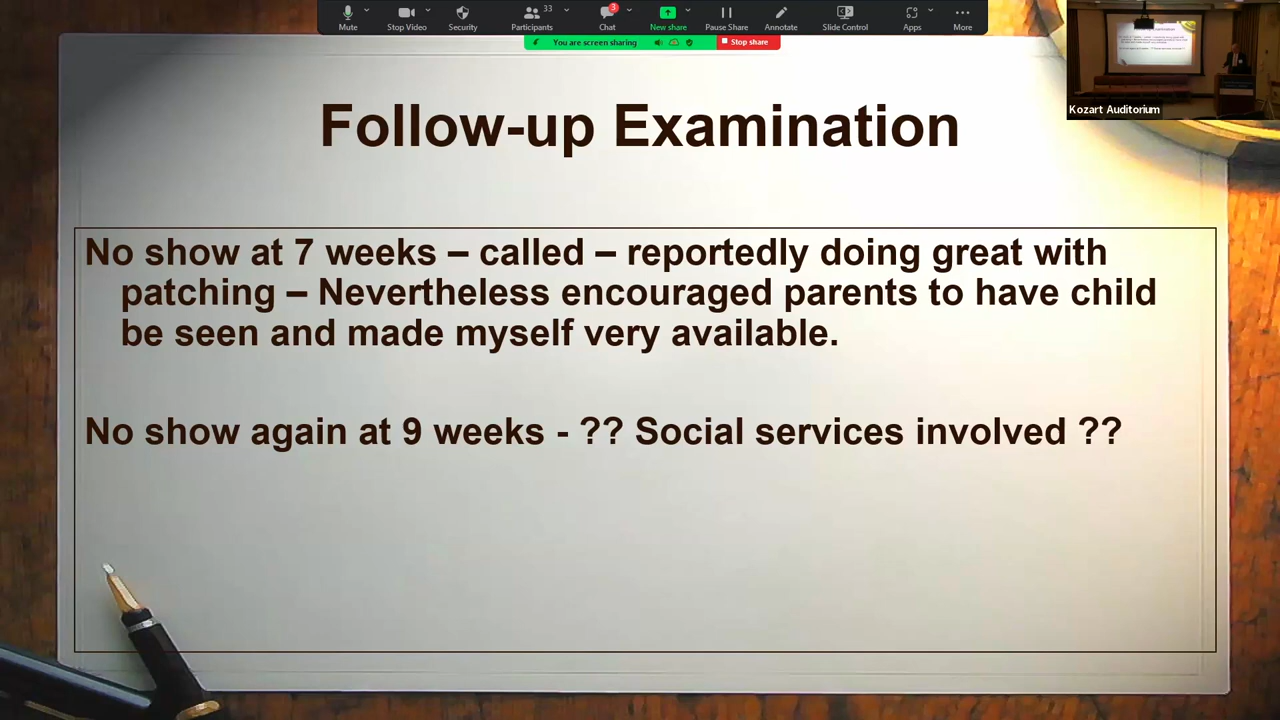 33
3
Mute
Stop Video
Security
Participants
Chat
New share
Pause Share
Annotate
Slide Control
Apps
More
You are screen sharing
Stop share
Kozart Auditorium
Follow-up Examination
No show at 7 weeks – called – reportedly doing great with
patching – Nevertheless encouraged parents to have child
be seen and made myself very available.
No show again at 9 weeks - ?? Social services involved ??